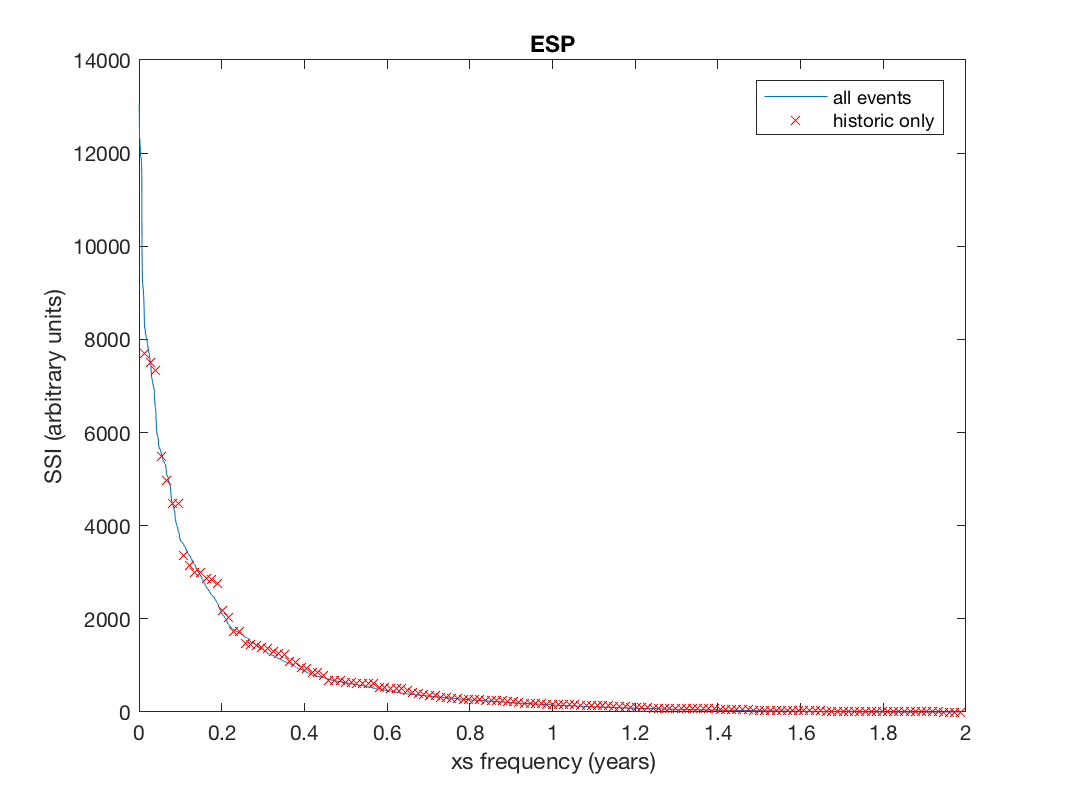 ESP
14000
12000
10000
8000
6000
4000
2000
0
SSI (arbitrary units)
all events
historic only
0 0.2 0.4 0.6 0.8 1 1.2 1.4 1.6 1.8 2
xs frequency (years)